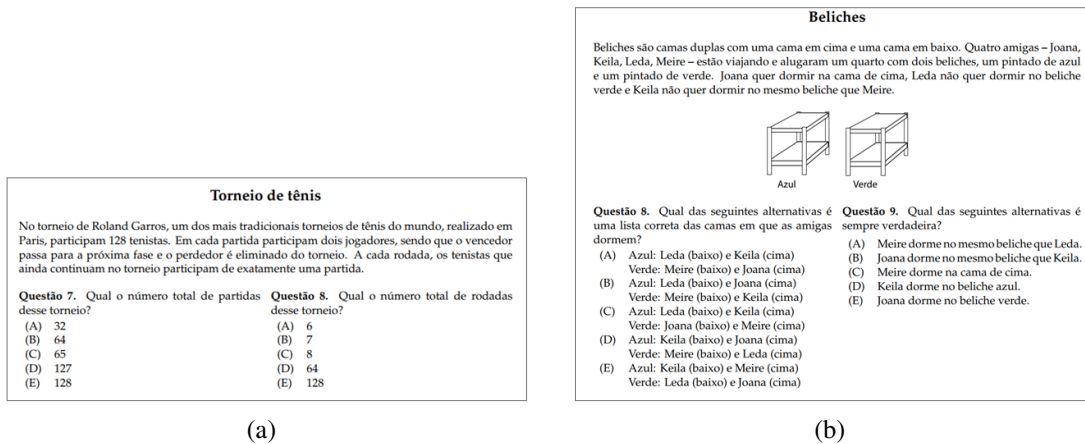 Torneio de tênis
No torneio de Roland Garros, um dos mais tradicionais torneios de tênis do mundo, realizado em
Paris, participam 128 tenistas. Em cada partida participam dois jogadores, sendo que o vencedor
passa para a próxima fase e o perdedor é eliminado do torneio. A cada rodada, os tenistas que
ainda continuam no torneio participam de exatamente uma partida.
Questão 7. Qual o número total de partidas
desse torneio?
(A) 32
(B) 64
(C) 65
(D) 127
(E) 128
Questão 8. Qual o número total de rodadas
desse torneio?
(A) 6
(B) 7
(C) 8
(D) 64
(E) 128
(a)
Beliches
Beliches são camas duplas com uma cama em cima e uma cama em baixo. Quatro amigas – Joana,
Keila, Leda, Meire – estão viajando e alugaram um quarto com dois beliches, um pintado de azul
e um pintado de verde. Joana quer dormir na cama de cima, Leda não quer dormir no beliche
verde e Keila não quer dormir no mesmo beliche que Meire.
Azul
Verde
Questão 8. Qual das seguintes alternativas é
uma lista correta das camas em que as amigas
dormem?
(A) Azul: Leda (baixo) e Keila (cima)
Verde: Meire (baixo) e Joana (cima)
(B) Azul: Leda (baixo) e Joana (cima)
Verde: Meire (baixo) e Keila (cima)
(C) Azul: Leda (baixo) e Keila (cima)
Verde: Joana (baixo) e Meire (cima)
(D) Azul: Keila (baixo) e Joana (cima)
Verde: Meire (baixo) e Leda (cima)
(E) Azul: Keila (baixo) e Meire (cima)
Verde: Leda (baixo) e Joana (cima)
Questão 9. Qual das seguintes alternativas é
sempre verdadeira?
(A) Meire dorme no mesmo beliche que Leda.
(B) Joana dorme no mesmo beliche que Keila.
(C) Meire dorme na cama de cima.
(D) Keila dorme no beliche azul.
(E) Joana dorme no beliche verde.
(b)